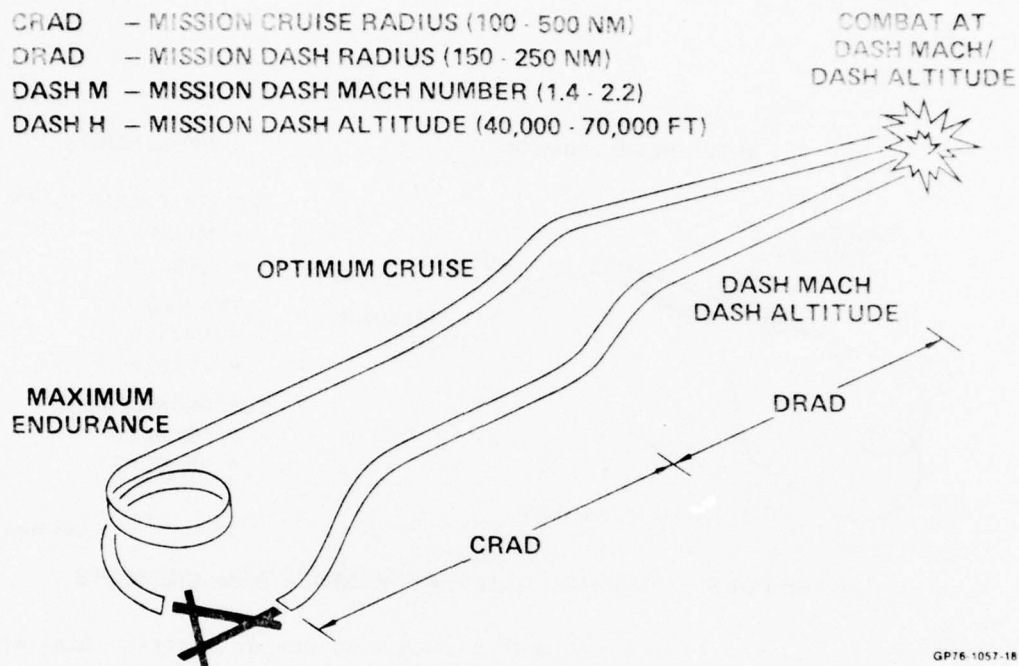 CRAD – MISSION CRUISE RADIUS (100 - 500 NM)
DRAD – MISSION DASH RADIUS (150 - 250 NM)
DASH M – MISSION DASH MACH NUMBER (1.4 - 2.2)
DASH H – MISSION DASH ALTITUDE (40,000 - 70,000 FT)
COMBAT AT
DASH MACH/
DASH ALTITUDE
OPTIMUM CRUISE
DASH MACH
DASH ALTITUDE
MAXIMUM
ENDURANCE
DRAD
CRAD
GP76-1057-18